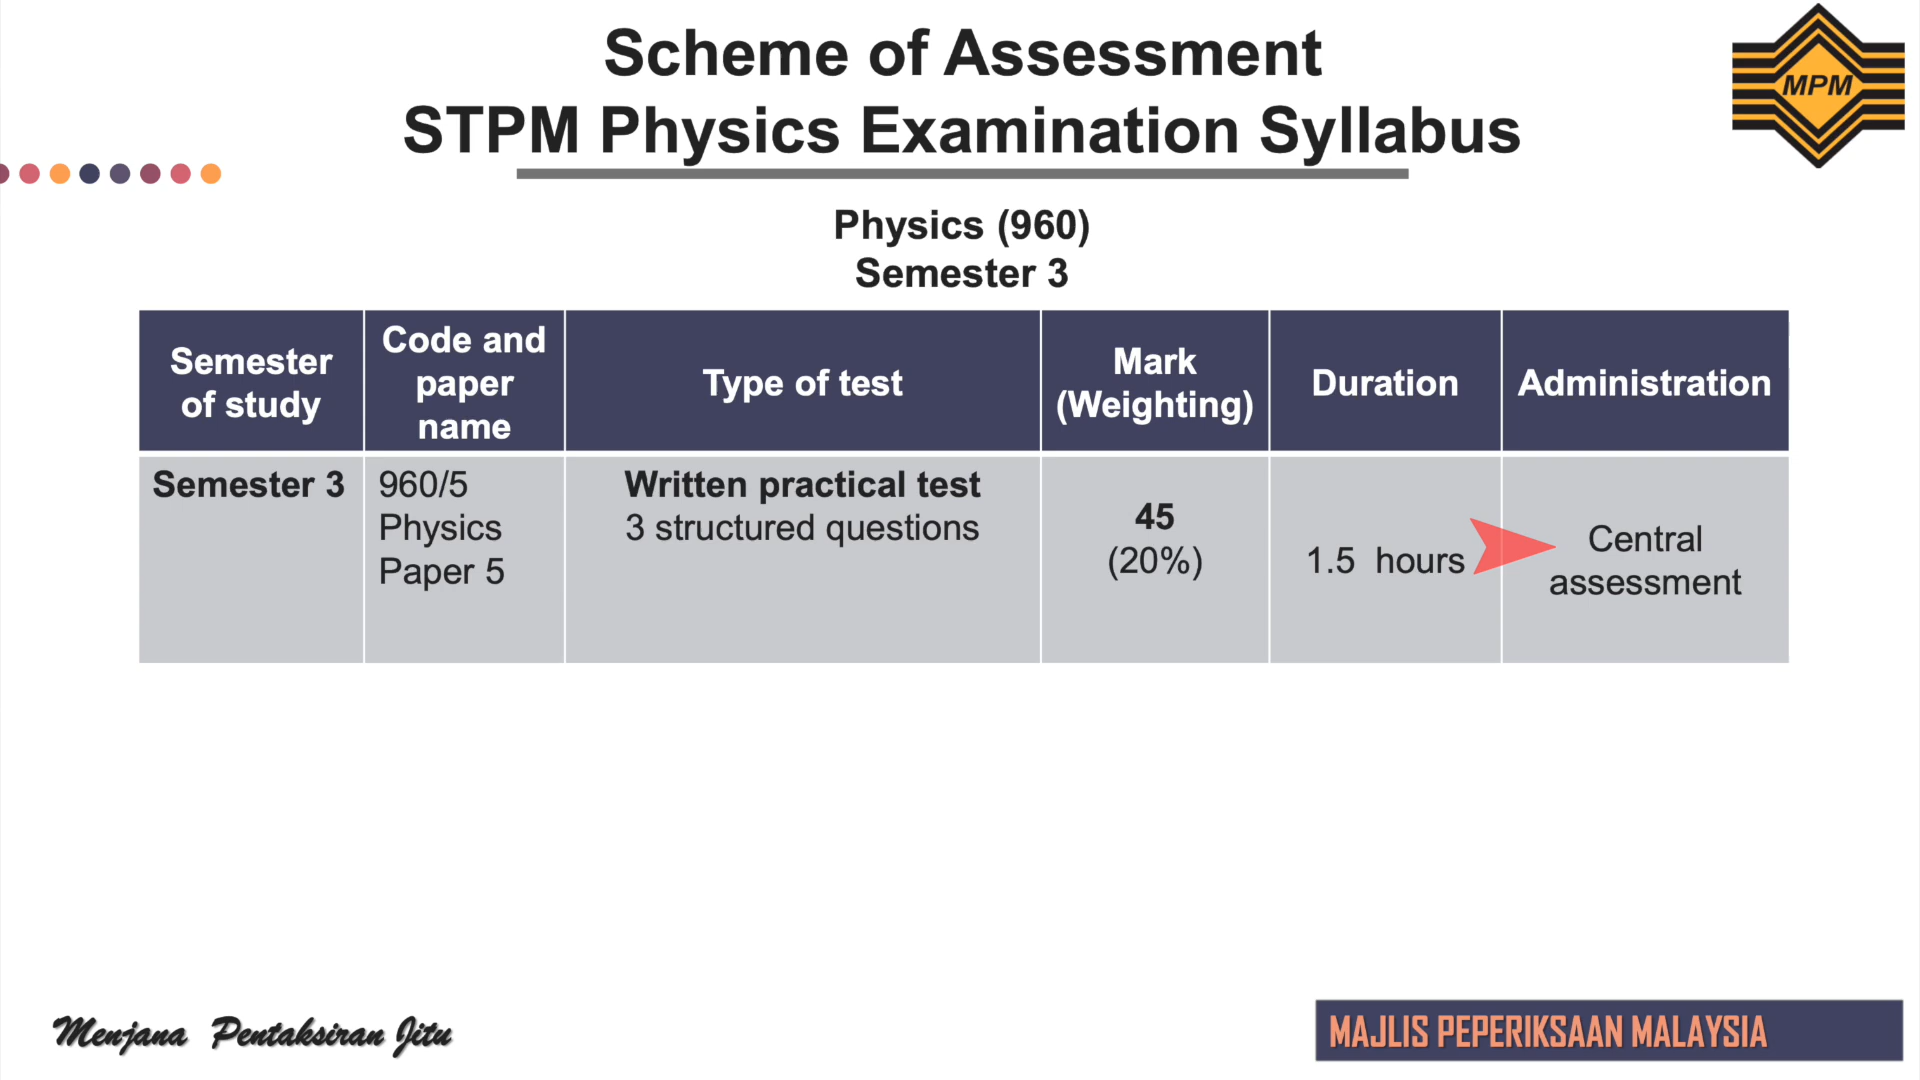 Scheme of Assessment
STPM Physics Examination Syllabus
MPM
Physics (960)
Semester 3
Semester
of study
Code and
paper
name
Type of test
Mark
(Weighting)
Duration
Administration
Semester 3
960/5
Physics
Paper 5
Written practical test
3 structured questions
45
(20%)
1.5 hours
Central
assessment
Menjana Pentaksiran Jitu
MAJLIS PEPERIKSAAN MALAYSIA